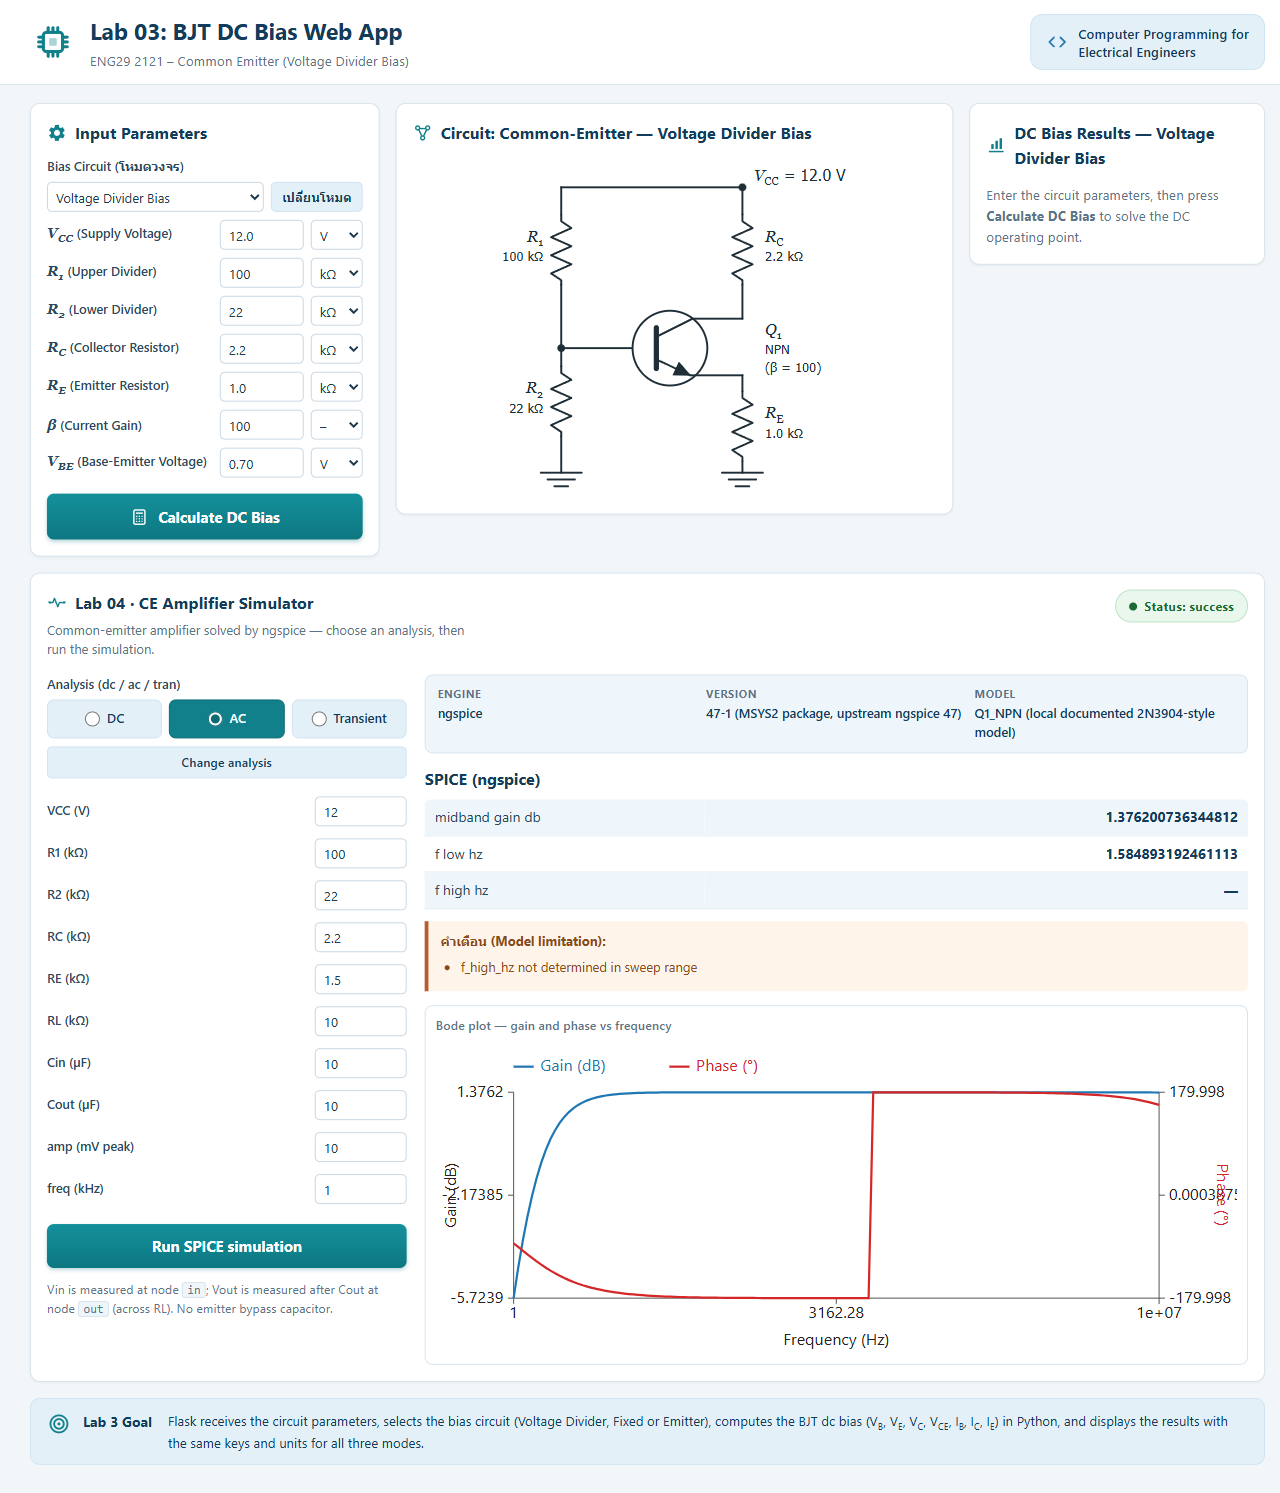 Lab 03: BJT DC Bias Web App
ENG29 2121 – Common Emitter (Voltage Divider Bias)
Computer Programming for
Electrical Engineers
Input Parameters
Bias Circuit (โหมดวงจร)
Voltage Divider Bias
เปลี่ยนโหมด
VCC (Supply Voltage) 12.0 V
R1 (Upper Divider) 100 kΩ
R2 (Lower Divider) 22 kΩ
RC (Collector Resistor) 2.2 kΩ
RE (Emitter Resistor) 1.0 kΩ
β (Current Gain) 100 –
VBE (Base-Emitter Voltage) 0.70 V
Calculate DC Bias
Circuit: Common-Emitter — Voltage Divider Bias
VCC = 12.0 V
R1
100 kΩ
RC
2.2 kΩ
Q1
NPN
(β = 100)
R2
22 kΩ
RE
1.0 kΩ
DC Bias Results — Voltage
Divider Bias
Enter the circuit parameters, then press
Calculate DC Bias to solve the DC
operating point.
Lab 04 · CE Amplifier Simulator
Common-emitter amplifier solved by ngspice — choose an analysis, then
run the simulation.
Status: success
Analysis (dc / ac / tran)
DC AC Transient
Change analysis
VCC (V) 12
R1 (kΩ) 100
R2 (kΩ) 22
RC (kΩ) 2.2
RE (kΩ) 1.5
RL (kΩ) 10
Cin (µF) 10
Cout (µF) 10
amp (mV peak) 10
freq (kHz) 1
Run SPICE simulation
Vin is measured at node in; Vout is measured after Cout at
node out (across RL). No emitter bypass capacitor.
ENGINE
ngspice
VERSION
47-1 (MSYS2 package, upstream ngspice 47)
MODEL
Q1_NPN (local documented 2N3904-style
model)
SPICE (ngspice)
midband gain db 1.376200736344812
f low hz 1.584893192461113
f high hz —
คำเตือน (Model limitation):
• f_high_hz not determined in sweep range
Bode plot — gain and phase vs frequency
Gain (dB) Phase (°)
1.3762
-2.17385
-5.7239
Gain (dB)
179.998
0.000387
-179.998
Phase (°)
1 3162.28 1e+07
Frequency (Hz)
Lab 3 Goal
Flask receives the circuit parameters, selects the bias circuit (Voltage Divider, Fixed or Emitter), computes the BJT dc bias (VB, VE, VC, VCE, IB, IC, IE) in Python, and displays the results with
the same keys and units for all three modes.